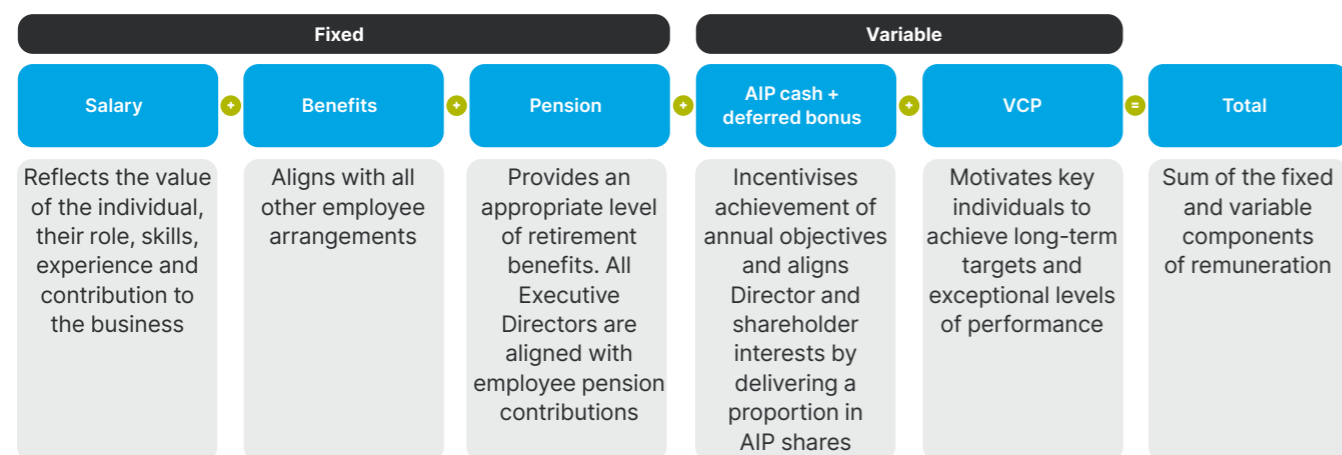 Fixed
Variable
Salary
+
Benefits
+
Pension
+
AIP cash +
deferred bonus
+
VCP
=
Total
Reflects the value
of the individual,
their role, skills,
experience and
contribution to
the business
Aligns with all
other employee
arrangements
Provides an
appropriate level
of retirement
benefits. All
Executive
Directors are
aligned with
employee pension
contributions
Incentivises
achievement of
annual objectives
and aligns
Director and
shareholder
interests by
delivering a
proportion in
AIP shares
Motivates key
individuals to
achieve long-term
targets and
exceptional levels
of performance
Sum of the fixed
and variable
components
of remuneration